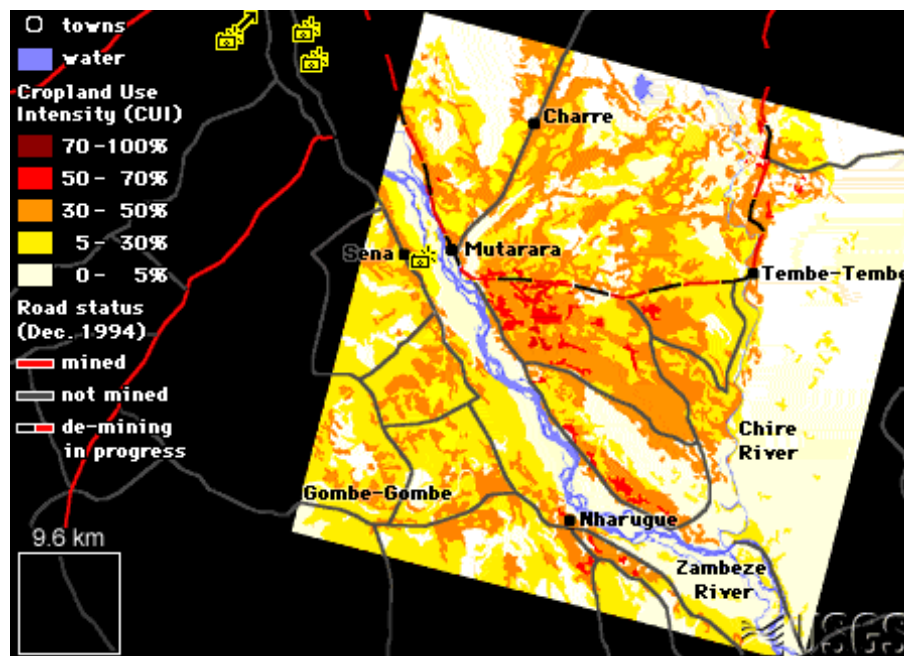 towns
water
Cropland Use
Intensity (CUI)
70 - 100%
50 - 70%
30 - 50%
5 - 30%
0 - 5%
Road status
(Dec. 1994)
mined
not mined
de-mining
in progress
9.6 km
Charre
Sena
Mutarara
Tembe-Tembe
Chire
River
Gombe-Gombe
Nharugue
Zambeze
River
USGS